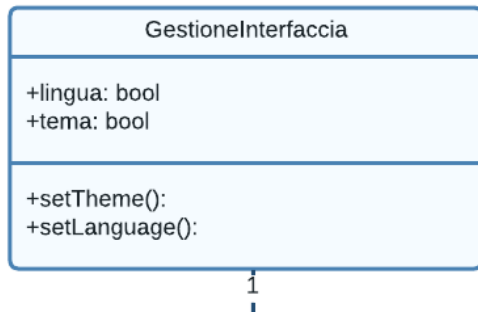 GestioneInterfaccia
+lingua: bool
+tema: bool
+setTheme():
+setLanguage():
1